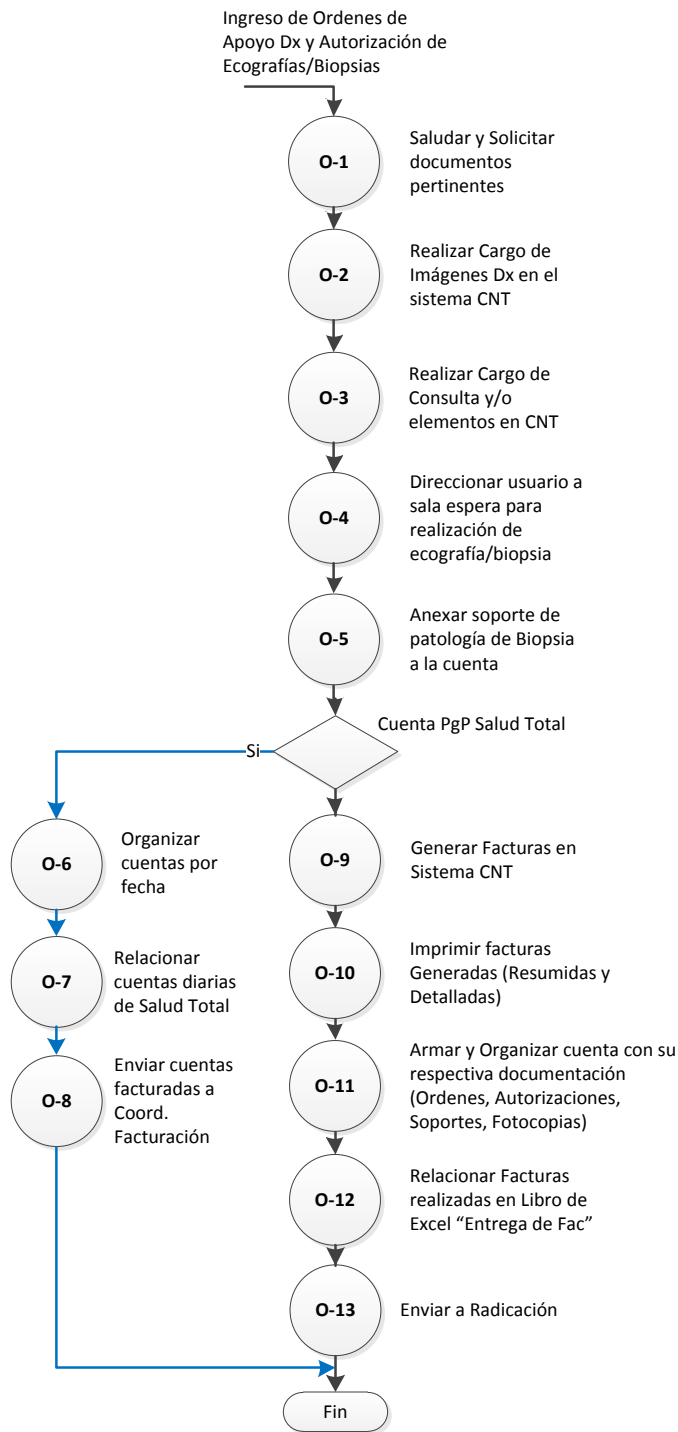 Ingreso de Ordenes de
Apoyo Dx y Autorización de
Ecografías/Biopsias
O-1
Saludar y Solicitar
documentos
pertinentes
O-2
Realizar Cargo de
Imágenes Dx en el
sistema CNT
O-3
Realizar Cargo de
Consulta y/o
elementos en CNT
O-4
Direccionar usuario a
sala espera para
realización de
ecografía/biopsia
O-5
Anexar soporte de
patología de Biopsia
a la cuenta
Cuenta PgP Salud Total
Si
O-6
Organizar
cuentas por
fecha
O-7
Relacionar
cuentas diarias
de Salud Total
O-8
Enviar cuentas
facturadas a
Coord.
Facturación
O-9
Generar Facturas en
Sistema CNT
O-10
Imprimir facturas
Generadas (Resumidas y
Detalladas)
O-11
Armar y Organizar cuenta con su
respectiva documentación
(Ordenes, Autorizaciones,
Soportes, Fotocopias)
O-12
Relacionar Facturas
realizadas en Libro de
Excel “Entrega de Fac”
O-13
Enviar a Radicación
Fin